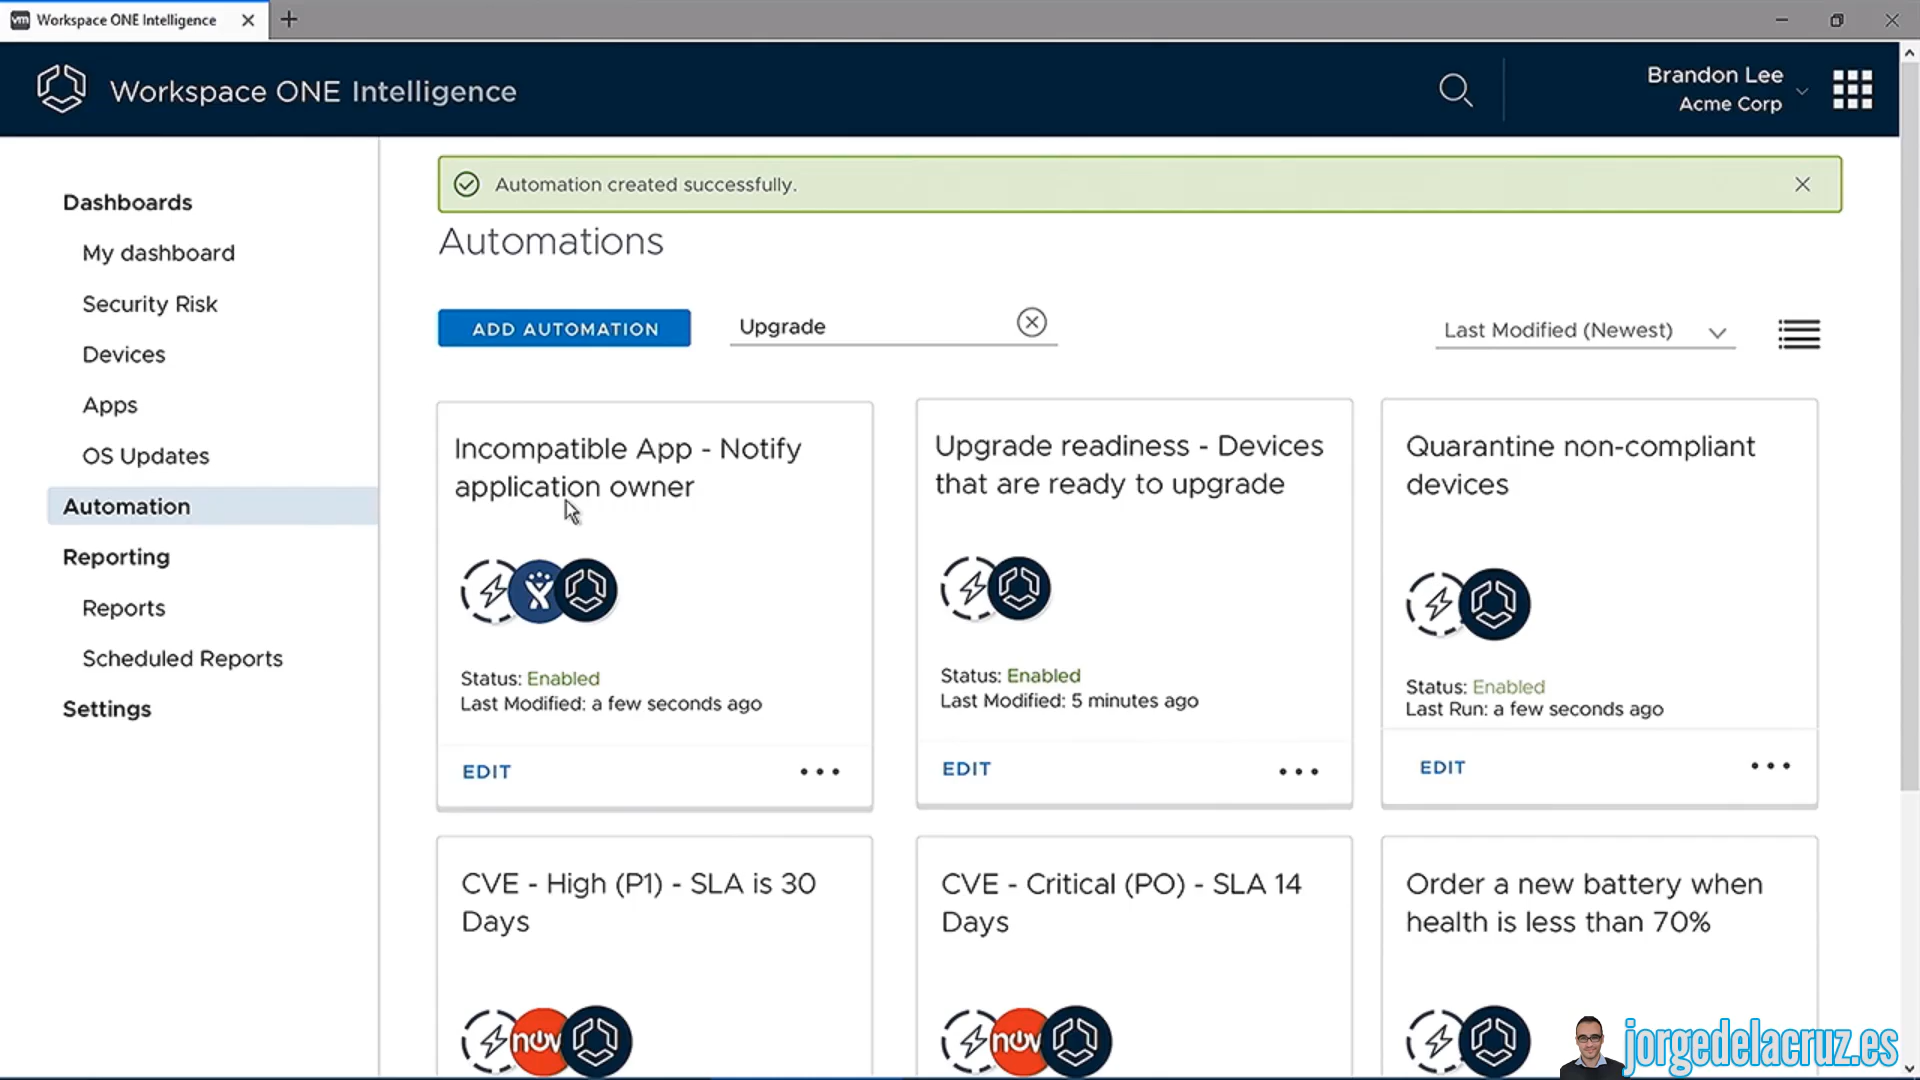 vm Workspace ONE Intelligence
Workspace ONE Intelligence
Brandon Lee
Acme Corp
Dashboards
My dashboard
Security Risk
Devices
Apps
OS Updates
Automation
Reporting
Reports
Scheduled Reports
Settings
Automation created successfully.
Automations
ADD AUTOMATION
Upgrade
Last Modified (Newest)
Incompatible App - Notify
application owner
Status: Enabled
Last Modified: a few seconds ago
EDIT
Upgrade readiness - Devices
that are ready to upgrade
Status: Enabled
Last Modified: 5 minutes ago
EDIT
Quarantine non-compliant
devices
Status: Enabled
Last Run: a few seconds ago
EDIT
CVE - High (P1) - SLA is 30
Days
now
CVE - Critical (PO) - SLA 14
Days
now
Order a new battery when
health is less than 70%
jorgedelacruz.es